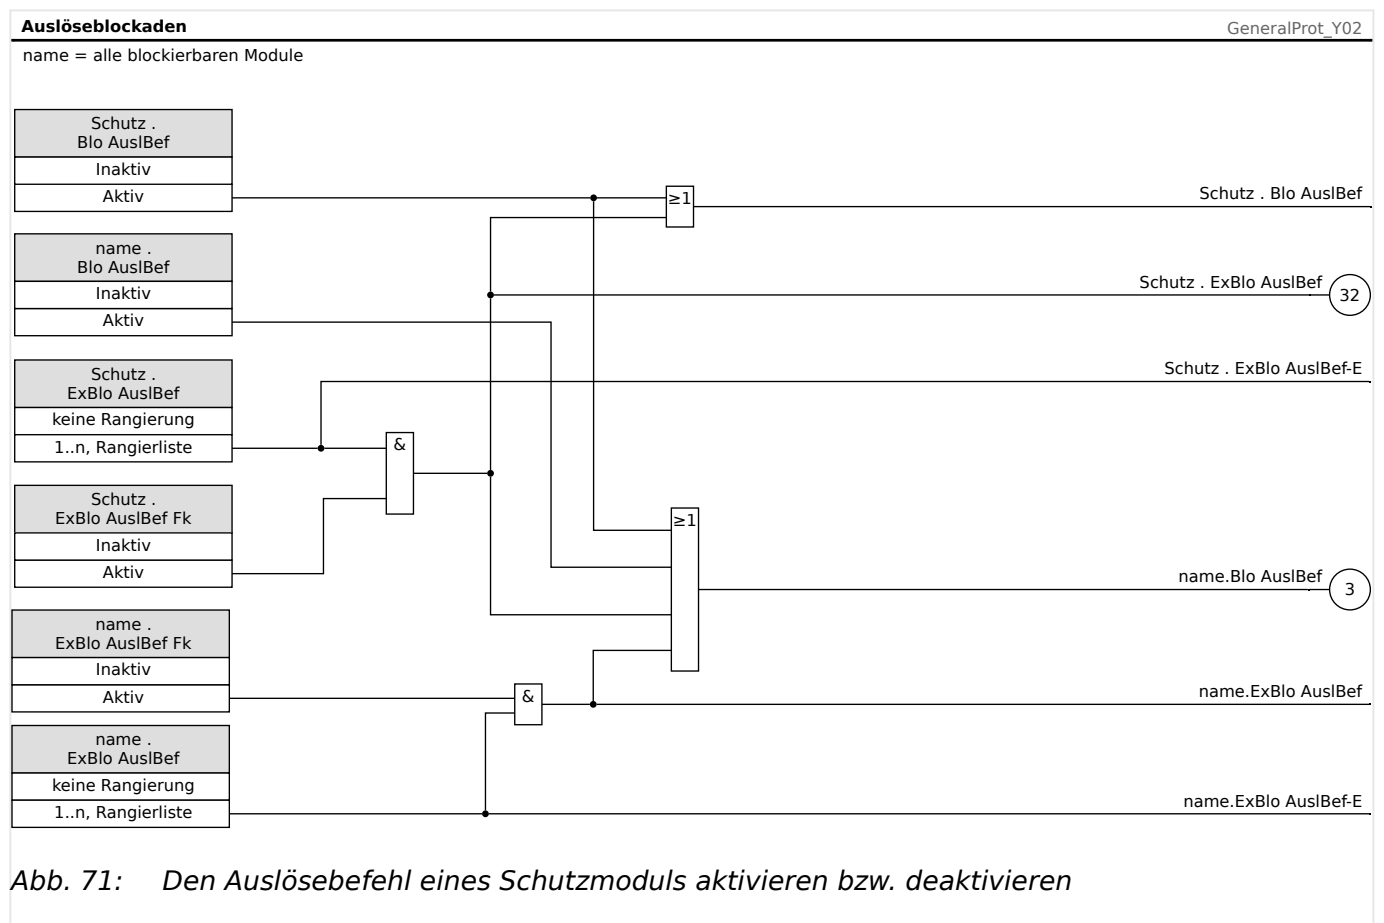 Auslöseblockaden
GeneralProt_Y02
name = alle blockierbaren Module
Schutz .
Blo AuslBef
Inaktiv
Aktiv
≥1
Schutz . Blo AuslBef
name .
Blo AuslBef
Inaktiv
Aktiv
Schutz . ExBlo AuslBef
32
Schutz .
ExBlo AuslBef
keine Rangierung
1..n, Rangierliste
Schutz . ExBlo AuslBef-E
&
Schutz .
ExBlo AuslBef Fk
Inaktiv
Aktiv
≥1
name.Blo AuslBef
3
name .
ExBlo AuslBef Fk
Inaktiv
Aktiv
&
name.ExBlo AuslBef
name .
ExBlo AuslBef
keine Rangierung
1..n, Rangierliste
name.ExBlo AuslBef-E
Abb. 71: Den Auslösebefehl eines Schutzmoduls aktivieren bzw. deaktivieren